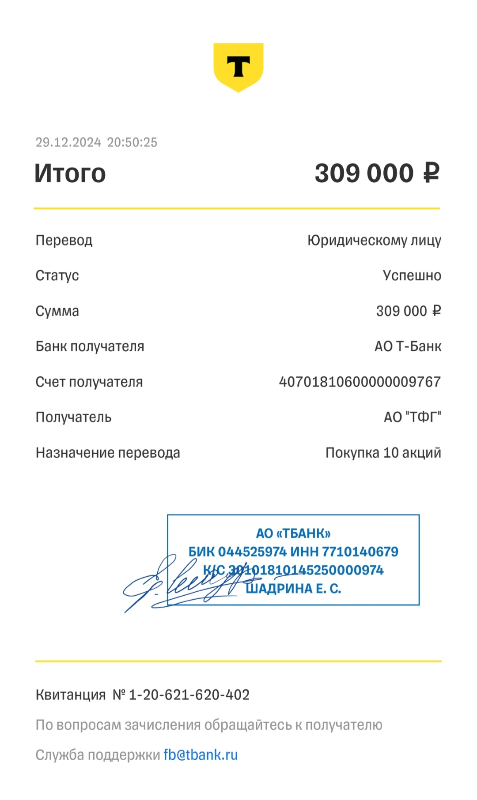 Т
29.12.2024 20:50:25
Итого 309 000 ₽
Перевод Юридическому лицу
Статус Успешно
Сумма 309 000 ₽
Банк получателя АО Т-Банк
Счет получателя 40701810600000009767
Получатель АО "ТФГ"
Назначение перевода Покупка 10 акций
АО «ТБАНК»
БИК 044525974 ИНН 7710140679
К/С 30101810145250000974
ШАДРИНА Е. С.
Квитанция № 1-20-621-620-402
По вопросам зачисления обращайтесь к получателю
Служба поддержки fb@tbank.ru